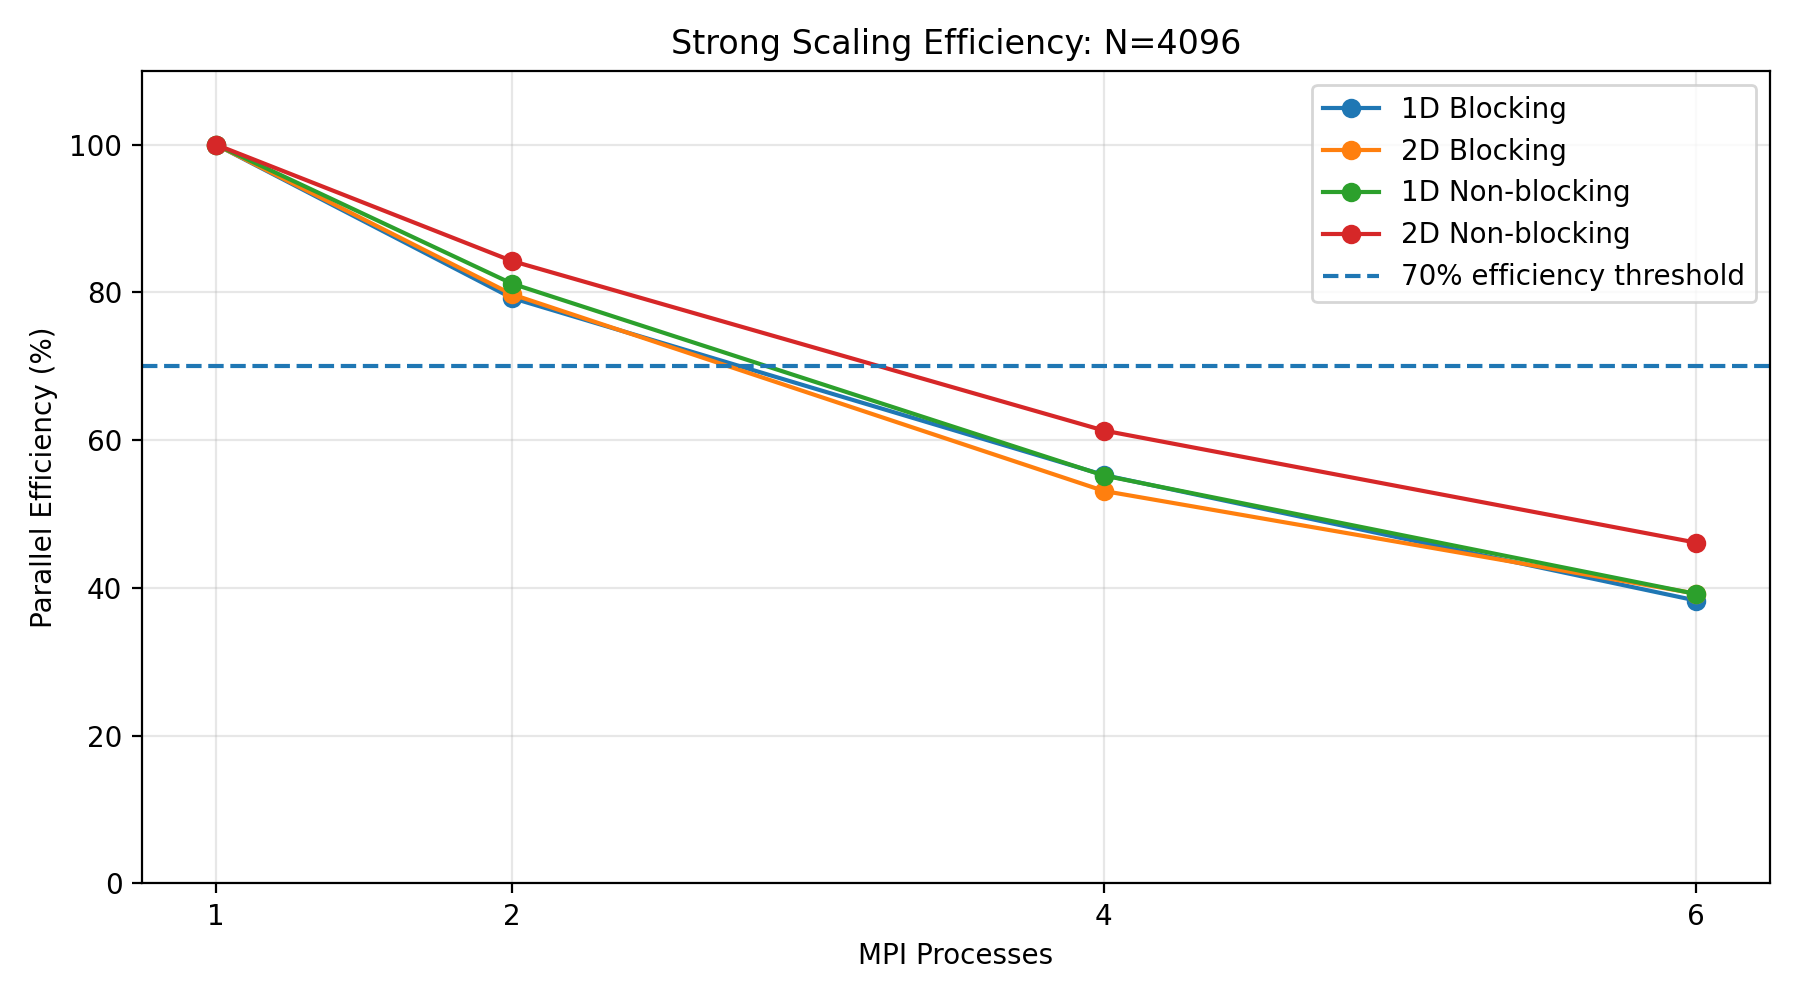 Strong Scaling Efficiency: N=4096
1D Blocking
2D Blocking
1D Non-blocking
2D Non-blocking
70% efficiency threshold
Parallel Efficiency (%)
100
80
60
40
20
0
1
2
4
6
MPI Processes